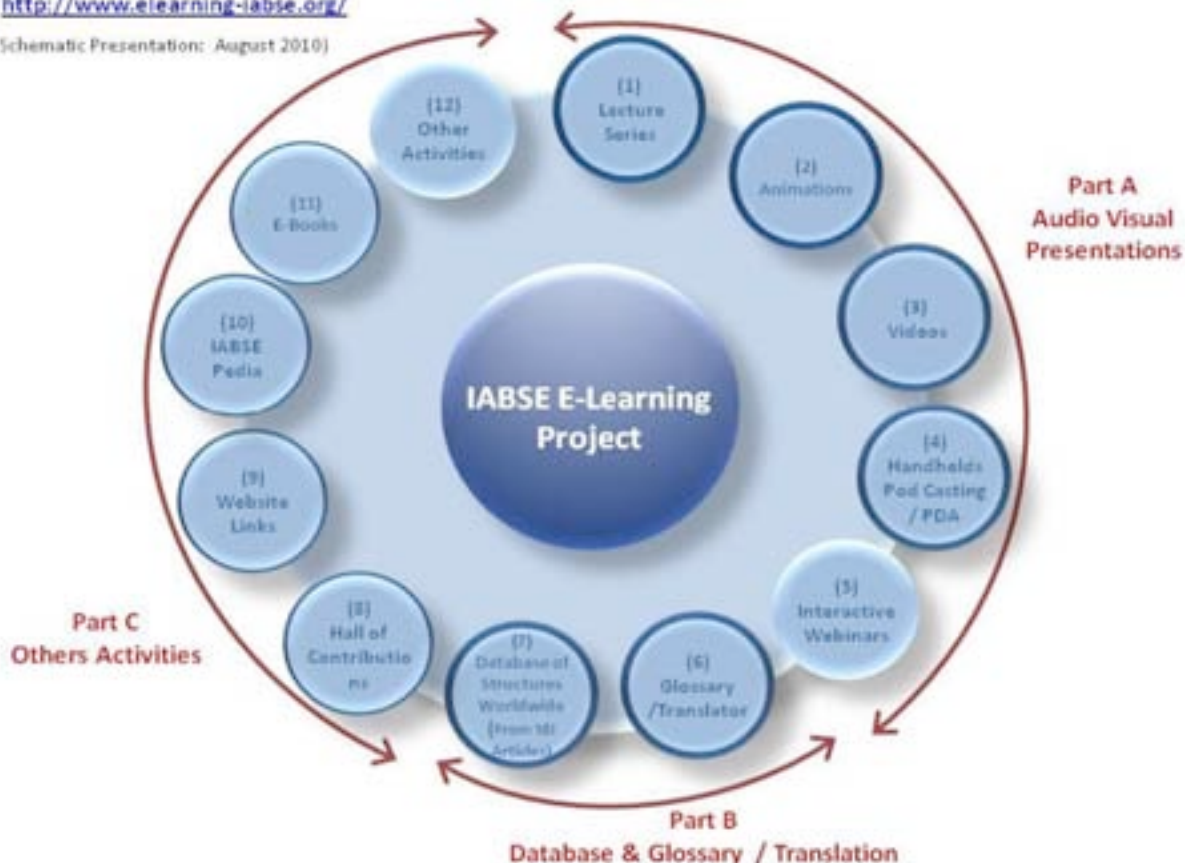 http://www.elearning-iabse.org/
Schematic Presentation: August 2010)
(1)
Lecture
Series
(2)
Animations
(3)
Videos
(4)
Handhelds
Pod Casting
/ PDA
(5)
Interactive
Webinars
(6)
Glossary
/Translator
(7)
Database of
Structures
Worldwide
(From SEI
Articles)
(8)
Hall of
Contributio
ns
(9)
Website
Links
(10)
IABSE
Pedia
(11)
E-Books
(12)
Other
Activities
IABSE E-Learning
Project
Part A
Audio Visual
Presentations
Part B
Database & Glossary / Translation
Part C
Others Activities